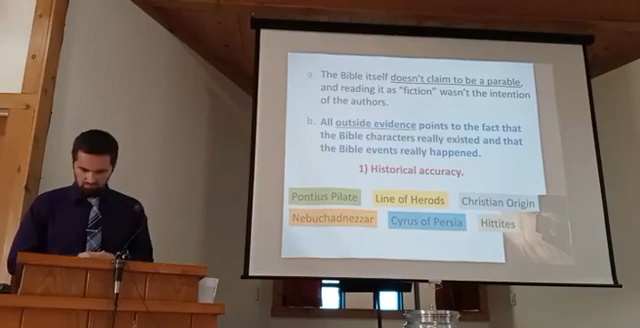 a. The Bible itself doesn't claim to be a parable,
and reading it as "fiction" wasn't the intention
of the authors.
b. All outside evidence points to the fact that
the Bible characters really existed and that
the Bible events really happened.
1) Historical accuracy.
Pontius Pilate Line of Herods Christian Origin
Nebuchadnezzar Cyrus of Persia Hittites